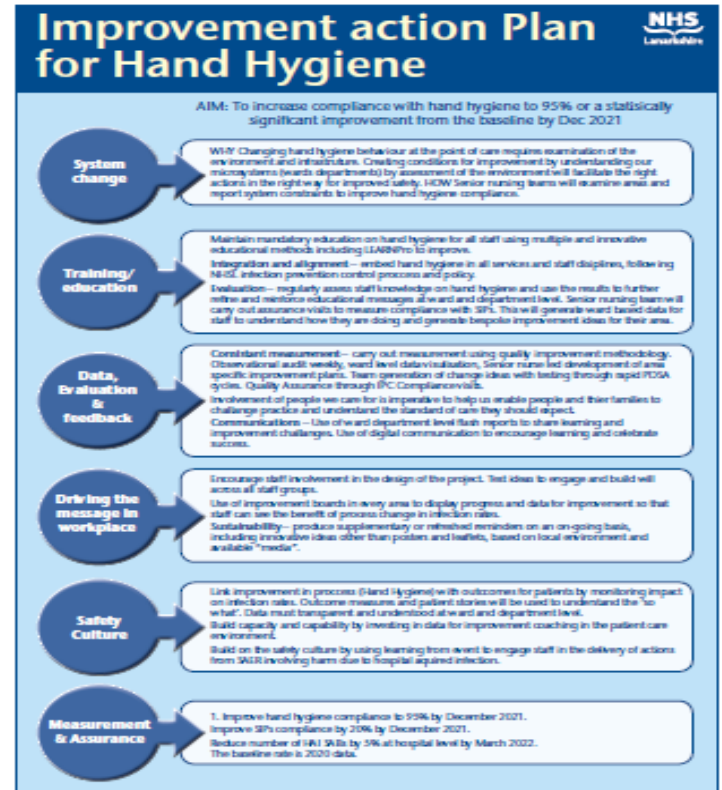 Improvement action Plan
for Hand Hygiene
NHS
Lanarkshire
AIM: To increase compliance with hand hygiene to 95% or a statisically
significant improvement from the baseline by Dec 2021
System
change
WHY Changing hand hygiene behaviour at the point of care requires examination of the
environment and infrastruture. Creating conditions for improvement by understanding our
microsystems (wards departments) by assessment of the environment will facilitate the right
actions in the right way for improved safety. HOW Senior nursing teams will examine areas and
report system constraints to improve hand hygiene compliance.
Training/
education
Maintain mandatory education on hand hygiene for all staff using multiple and innovative
educational methods including LEARNPro to improve.
Integration and alignment – embed hand hygiene in all services and staff disiplines, following
NHSL infection prevention control process and policy.
Evaluation – regularly assess staff knowledge on hand hygiene and use the results to further
refine and reinforce educational messages at ward and department level. Senior nursing team will
carry out assurance visits to measure compliance with SIPs. This will generate ward based data for
staff to understand how they are doing and generate bespoke improvement ideas for their area.
Data,
Evaluation
&
feedback
Consistant measurement – carry out measurement using quality improvement methodology.
Observational audit weekly, ward level data visulisation, Senior nurse led development of area
specific improvement plans. Team generation of change ideas with testing through rapid PDSA
cycles. Quality Assurance through IPC Compliance visits.
Involvement of people we care for is imperative to help us enable people and thier families to
challenge practice and understand the standard of care they should expect.
Communications – Use of ward department level flash reports to share learning and
improvement challenges. Use of digital communication to encourage learning and celebrate
success.
Driving the
message in
workplace
Encourage staff involvement in the design of the project. Test ideas to engage and build will
across all staff groups.
Use of improvement boards in every area to display progress and data for improvement so that
staff can see the benefit of process change in infection rates.
Sustainability – produce supplementary or refreshed reminders on an on-going basis,
including innovative ideas other than posters and leaflets, based on local environment and
available "media".
Safety
Culture
Link improvement in process (Hand Hygiene) with outcomes for patients by monitoring impact
on infection rates. Outcome measures and patient stories will be used to understand the 'so
what'. Data must transparent and understood at ward and department level.
Build capacity and capability by investing in data for improvement coaching in the patient care
environment.
Build on the safety culture by using learning from event to engage staff in the delivery of actions
from SAER involving harm due to hospital aquired infection.
Measurement
& Assurance
1. Improve hand hygiene compliance to 95% by December 2021.
Improve SIPs compliance by 20% by December 2021.
Reduce number of HAI SABs by 5% at hospital level by March 2022.
The baseline rate is 2020 data.